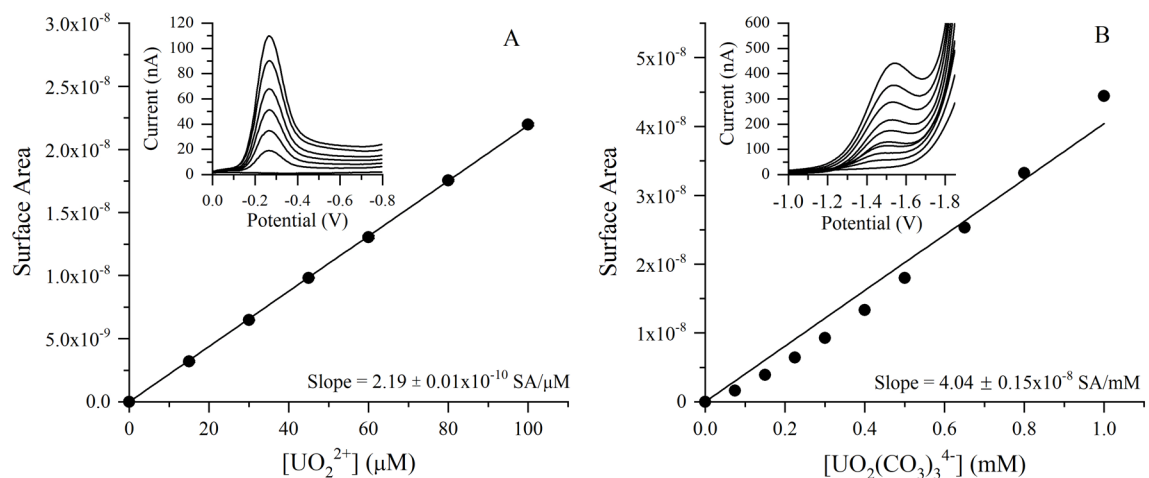 A
Surface Area
3.0x10⁻⁸
2.5x10⁻⁸
2.0x10⁻⁸
1.5x10⁻⁸
1.0x10⁻⁸
5.0x10⁻⁹
0.0
0 20 40 60 80 100
[UO₂²⁺] (μM)
Slope = 2.19 ± 0.01x10⁻¹⁰ SA/μM
Current (nA)
120
100
80
60
40
20
0
0.0 -0.2 -0.4 -0.6 -0.8
Potential (V)
B
Surface Area
5x10⁻⁸
4x10⁻⁸
3x10⁻⁸
2x10⁻⁸
1x10⁻⁸
0
0.0 0.2 0.4 0.6 0.8 1.0
[UO₂(CO₃)₃⁴⁻] (mM)
Slope = 4.04 ± 0.15x10⁻⁸ SA/mM
Current (nA)
600
500
400
300
200
100
0
-1.0 -1.2 -1.4 -1.6 -1.8
Potential (V)